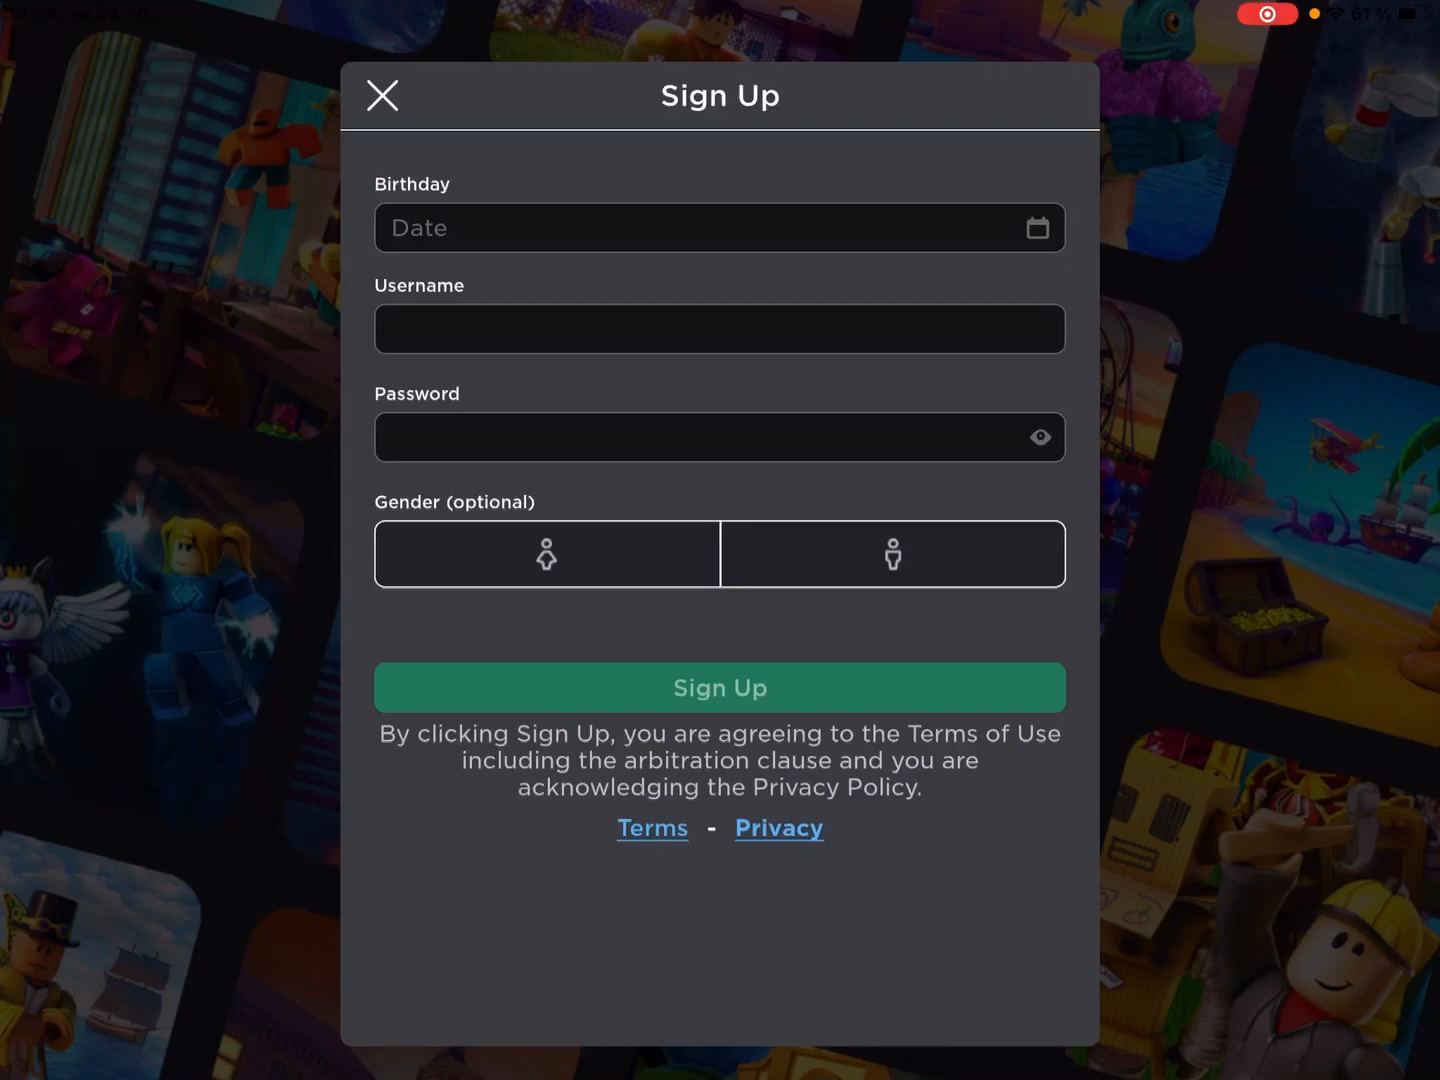 61 %
Sign Up
Birthday
Date
Username
Password
Gender (optional)
Sign Up
By clicking Sign Up, you are agreeing to the Terms of Use
including the arbitration clause and you are
acknowledging the Privacy Policy.
Terms - Privacy